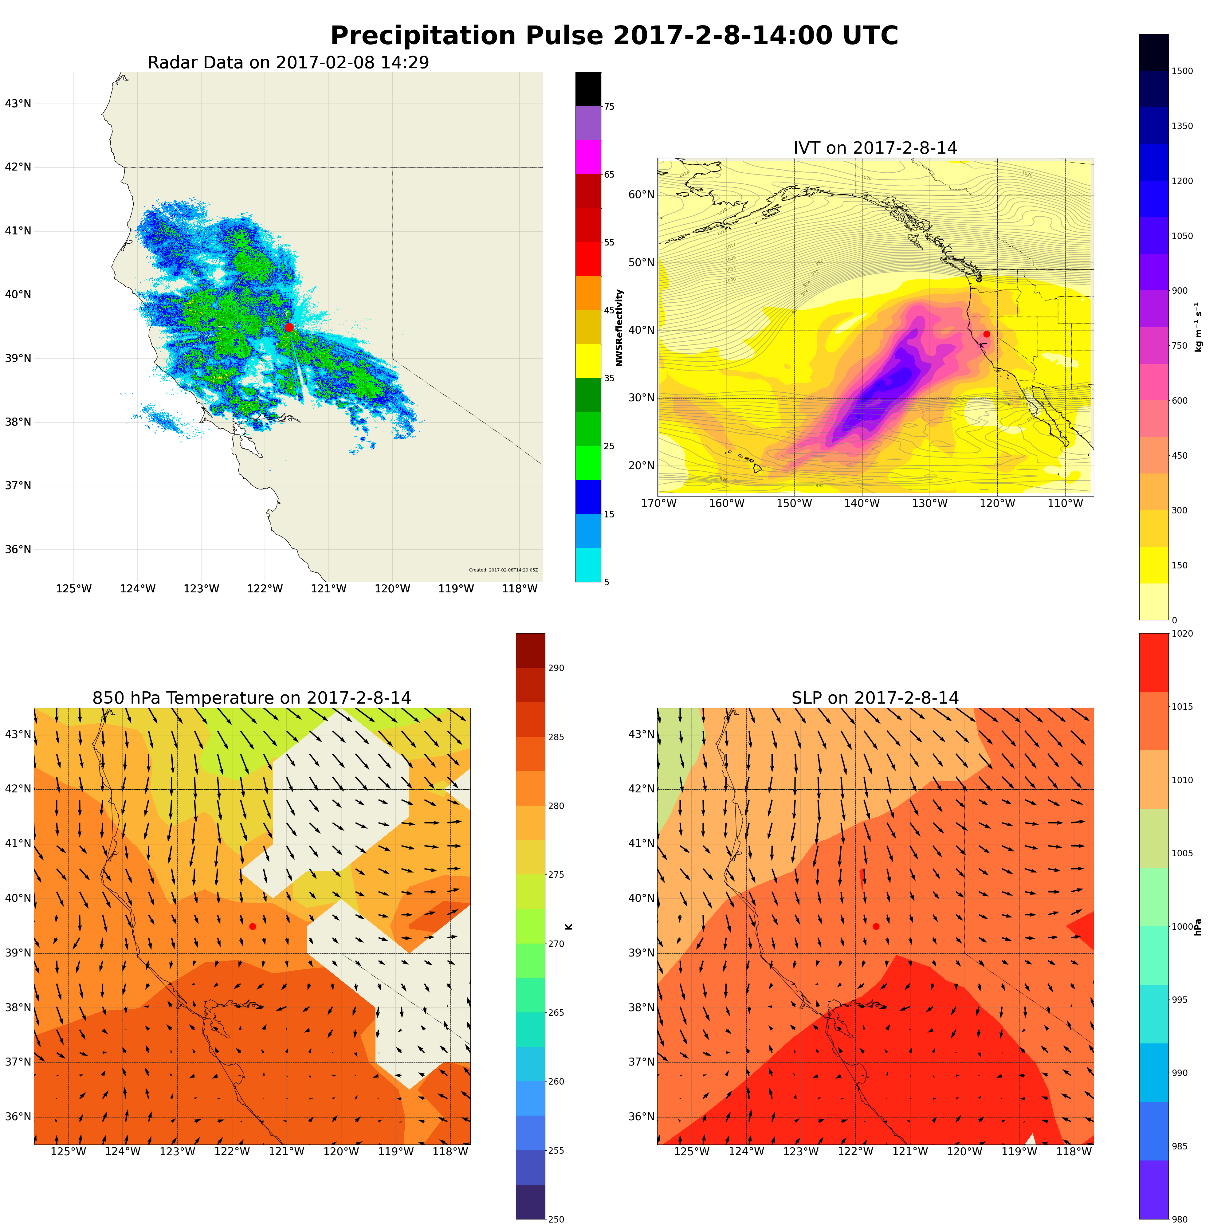 Precipitation Pulse 2017-2-8-14:00 UTC
Radar Data on 2017-02-08 14:29
43°N
42°N
41°N
40°N
39°N
38°N
37°N
36°N
125°W 124°W 123°W 122°W 121°W 120°W 119°W 118°W
75
65
55
45
35
25
15
5
NWSReflectivity
IVT on 2017-2-8-14
60°N
50°N
40°N
30°N
20°N
170°W 160°W 150°W 140°W 130°W 120°W 110°W
1500
1350
1200
1050
900
750
600
450
300
150
0
kg m⁻¹ s⁻¹
850 hPa Temperature on 2017-2-8-14
43°N
42°N
41°N
40°N
39°N
38°N
37°N
36°N
125°W 124°W 123°W 122°W 121°W 120°W 119°W 118°W
290
285
280
275
270
265
260
255
250
K
SLP on 2017-2-8-14
43°N
42°N
41°N
40°N
39°N
38°N
37°N
36°N
125°W 124°W 123°W 122°W 121°W 120°W 119°W 118°W
1020
1015
1010
1005
1000
995
990
985
980
hPa